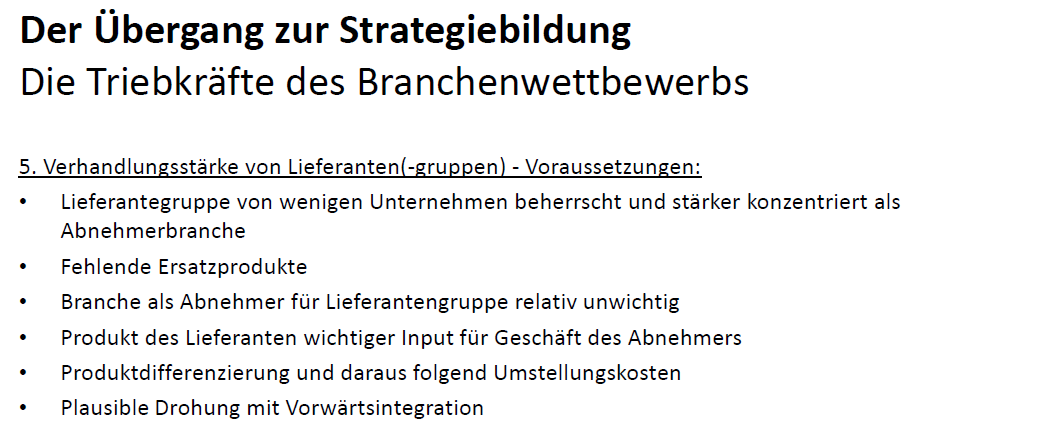 Der Übergang zur Strategiebildung
Die Triebkräfte des Branchenwettbewerbs
5. Verhandlungsstärke von Lieferanten(-gruppen) - Voraussetzungen:
• Lieferantegruppe von wenigen Unternehmen beherrscht und stärker konzentriert als
Abnehmerbranche
• Fehlende Ersatzprodukte
• Branche als Abnehmer für Lieferantengruppe relativ unwichtig
• Produkt des Lieferanten wichtiger Input für Geschäft des Abnehmers
• Produktdifferenzierung und daraus folgend Umstellungskosten
• Plausible Drohung mit Vorwärtsintegration